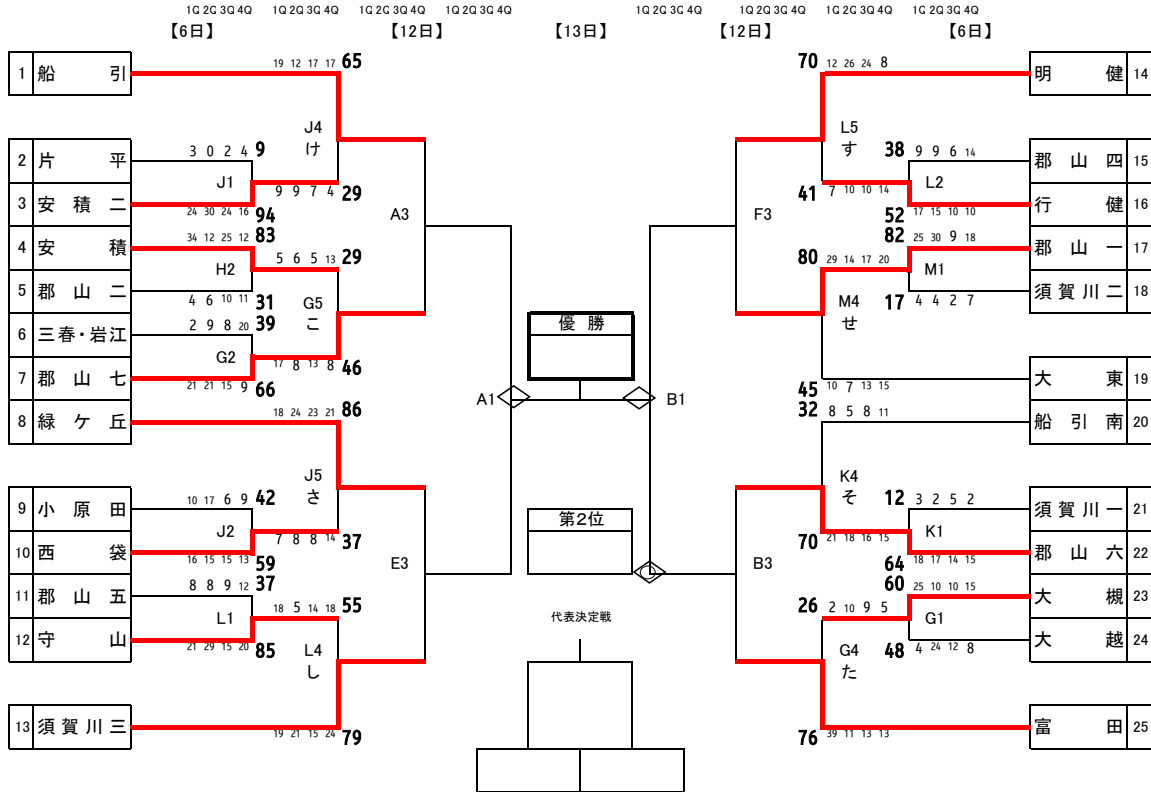 1Q 2Q 3Q 4Q 1Q 2Q 3Q 4Q 1Q 2Q 3Q 4Q 1Q 2Q 3Q 4Q 1Q 2Q 3Q 4Q 1Q 2Q 3Q 4Q
【6日】 【12日】 【13日】 【12日】 【6日】
1 船引 19 12 17 17 65
70 12 26 24 8 明健 14
J4
け
L5
す
2 片平 3 0 2 4 9
38 9 9 6 14 郡山四 15
J1
L2
3 安積二 24 30 24 16 94
9 9 7 4 29
41 7 10 10 14
52 17 15 10 10 行健 16
A3
F3
4 安積 34 12 25 12 83
5 6 5 13 29
80 29 14 17 20
82 25 30 9 18 郡山一 17
H2
M1
5 郡山二 4 6 10 11 31
17 4 4 2 7 須賀川二 18
G5
こ
M4
せ
6 三春・岩江 2 9 8 20 39
G2
7 郡山七 21 21 15 9 66
17 8 13 8 46
45 10 7 13 15 大東 19
優勝
A1
B1
8 緑ケ丘 18 24 23 21 86
32 8 5 8 11 船引南 20
J5
さ
K4
そ
9 小原田 10 17 6 9 42
12 3 2 5 2 須賀川一 21
J2
K1
10 西袋 16 15 15 13 59
7 8 8 14 37
70 21 18 16 15
64 18 17 14 15 郡山六 22
第2位
E3
B3
11 郡山五 8 8 9 12 37
60 25 10 10 15 大槻 23
L1
G1
12 守山 21 29 15 20 85
18 5 14 18 55
26 2 10 9 5
48 4 24 12 8 大越 24
代表決定戦
L4
し
G4
た
13 須賀川三 19 21 15 24 79
76 39 11 13 13 富田 25